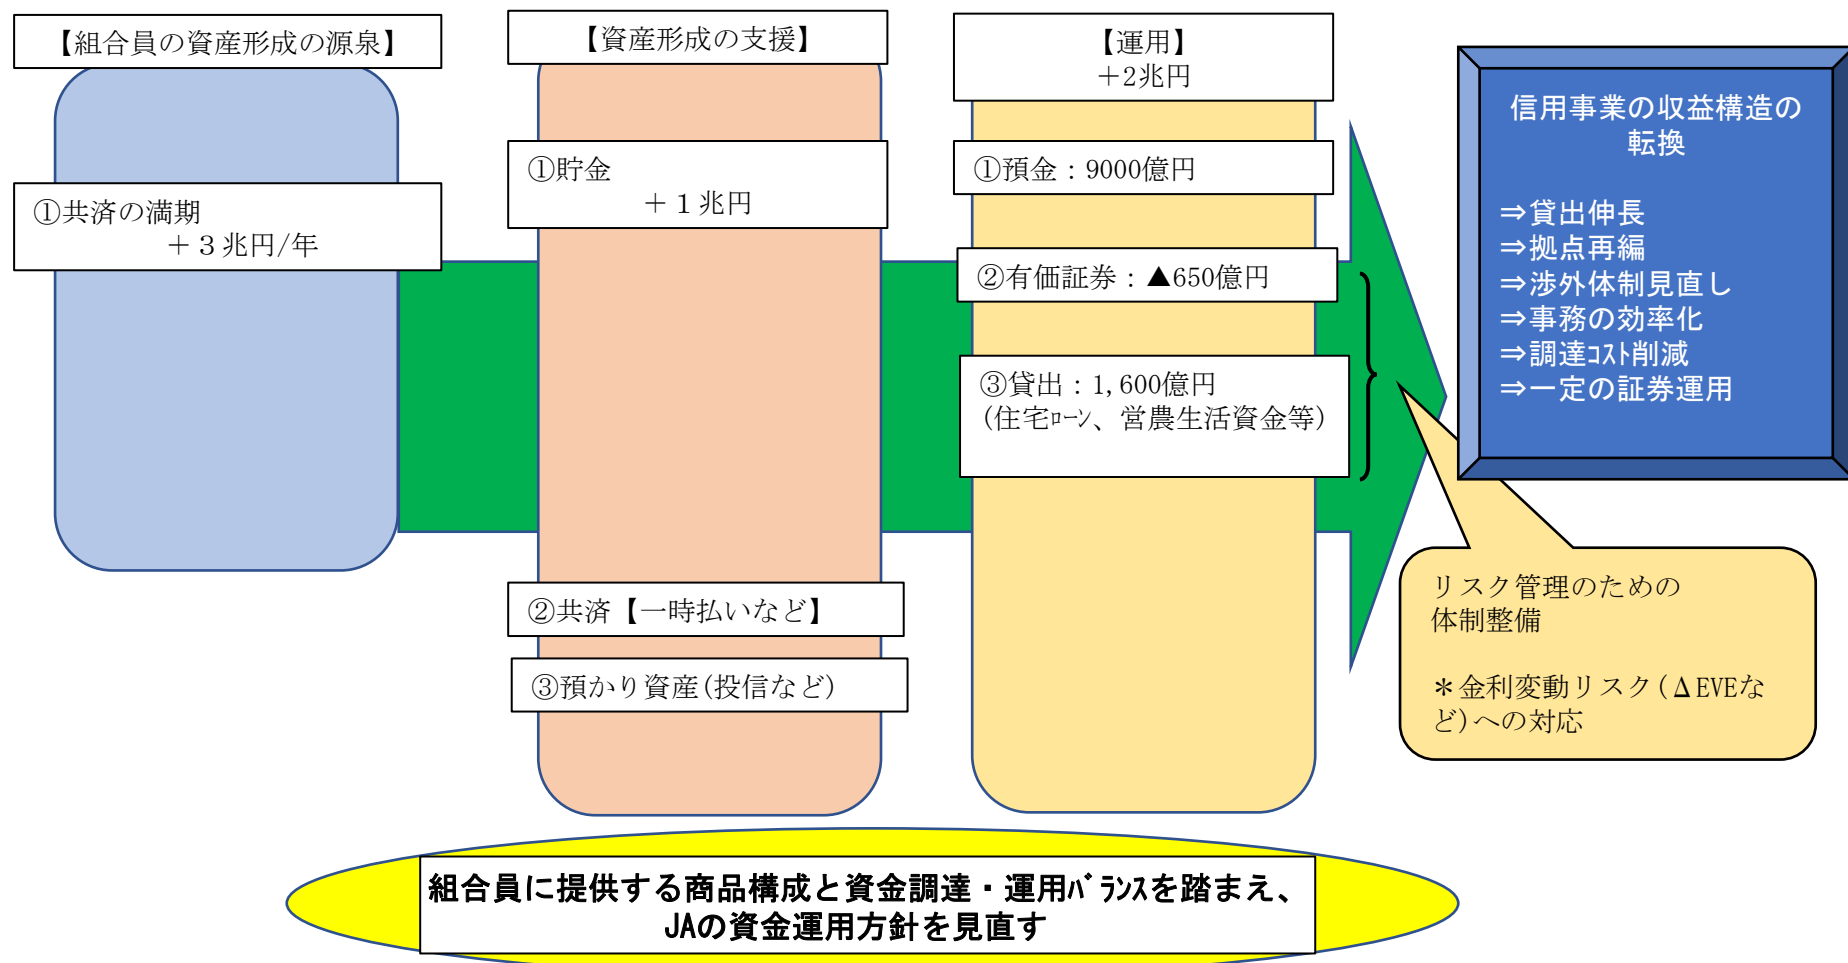 【組合員の資産形成の源泉】
①共済の満期
＋３兆円/年
【資産形成の支援】
①貯金
＋１兆円
②共済【一時払いなど】
③預かり資産(投信など)
【運用】
＋2兆円
①預金：9000億円
②有価証券：▲650億円
③貸出：1,600億円
(住宅ﾛｰﾝ、営農生活資金等)
信用事業の収益構造の
転換
⇒貸出伸長
⇒拠点再編
⇒渉外体制見直し
⇒事務の効率化
⇒調達ｺｽﾄ削減
⇒一定の証券運用
リスク管理のための
体制整備
＊金利変動リスク(ΔEVEな
ど)への対応
組合員に提供する商品構成と資金調達・運用ﾊﾞﾗﾝｽを踏まえ、
JAの資金運用方針を見直す